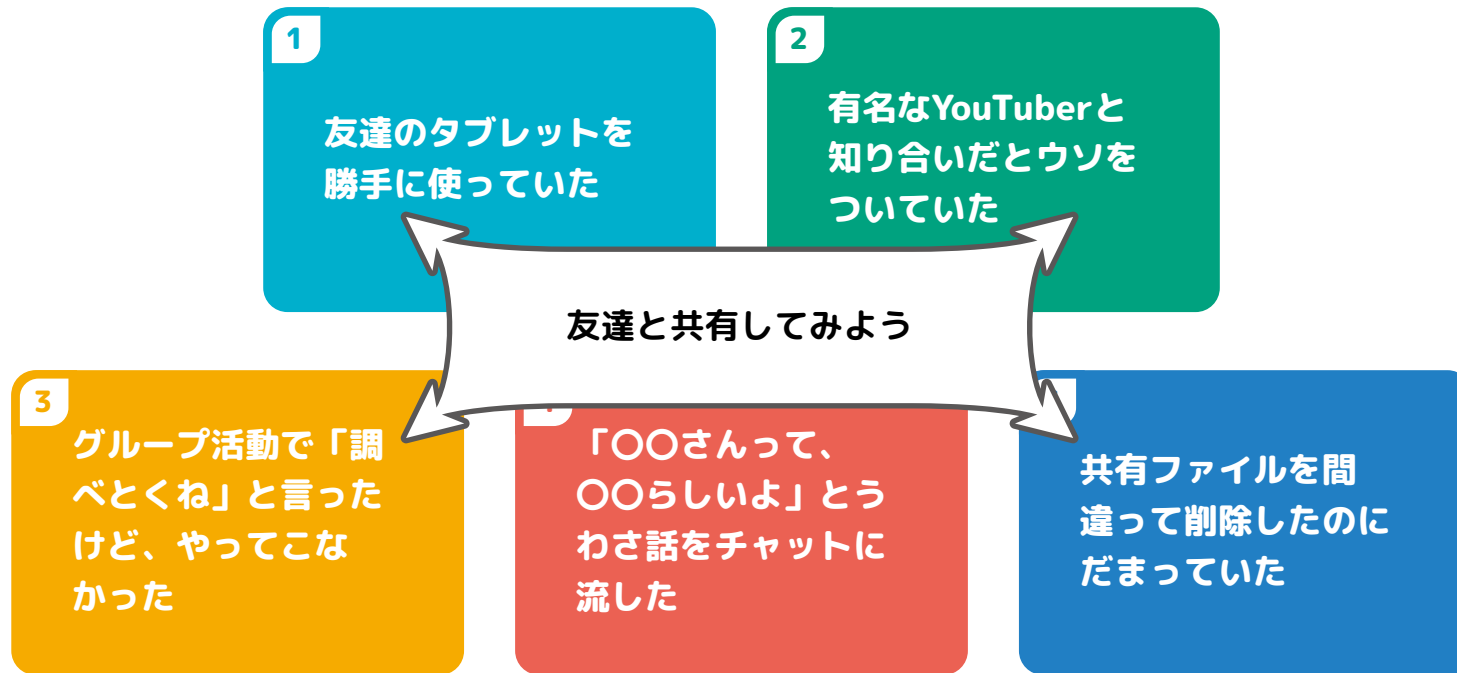 1
友達のタブレットを
勝手に使っていた
2
有名なYouTuberと
知り合いだとウソを
ついていた
友達と共有してみよう
3
グループ活動で「調
べとくね」と言った
けど、やってこな
かった
「〇〇さんって、
〇〇らしいよ」とう
わさ話をチャットに
流した
共有ファイルを間
違って削除したのに
だまっていた